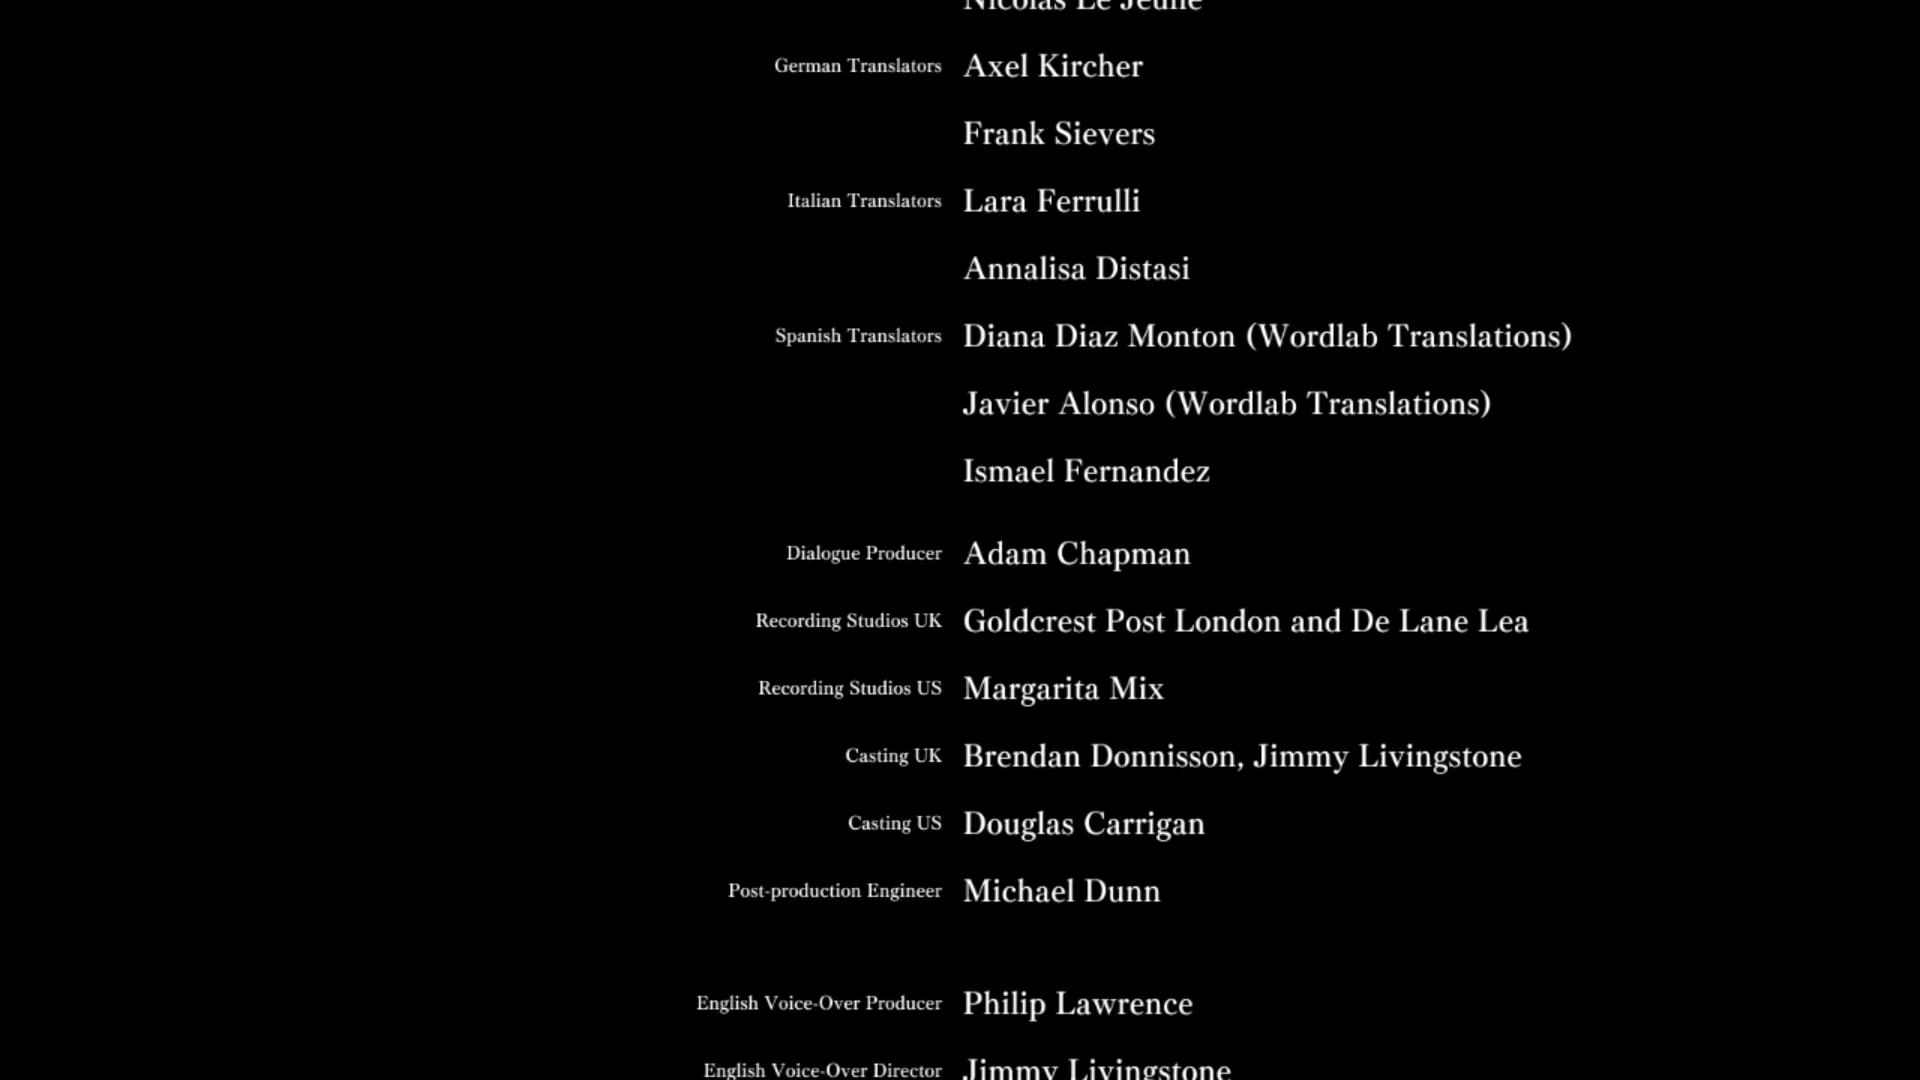 Nicolas Le Jeune
German Translators Axel Kircher
Frank Sievers
Italian Translators Lara Ferrulli
Annalisa Distasi
Spanish Translators Diana Diaz Monton (Wordlab Translations)
Javier Alonso (Wordlab Translations)
Ismael Fernandez
Dialogue Producer Adam Chapman
Recording Studios UK Goldcrest Post London and De Lane Lea
Recording Studios US Margarita Mix
Casting UK Brendan Donnisson, Jimmy Livingstone
Casting US Douglas Carrigan
Post-production Engineer Michael Dunn
English Voice-Over Producer Philip Lawrence
English Voice-Over Director Jimmy Livingstone